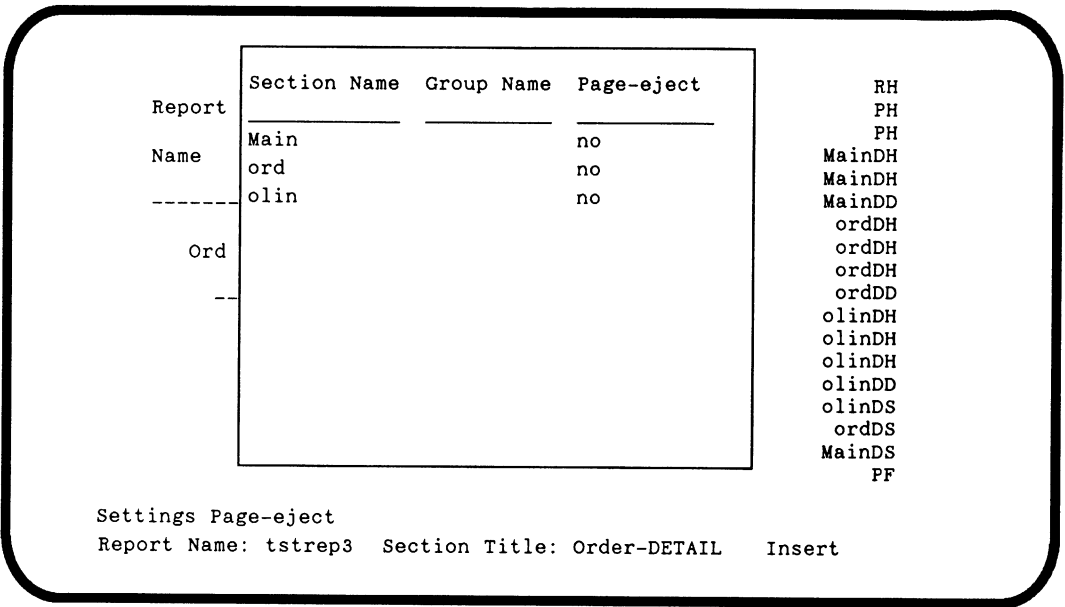 Section Name Group Name Page-eject
RH
Report
PH
PH
Main no
Name
MainDH
ord no
MainDH
olin no
MainDD
ordDH
Ord
ordDH
ordDH
ordDD
olinDH
olinDH
olinDH
olinDD
olinDS
ordDS
MainDS
PF
Settings Page-eject
Report Name: tstrep3 Section Title: Order-DETAIL Insert